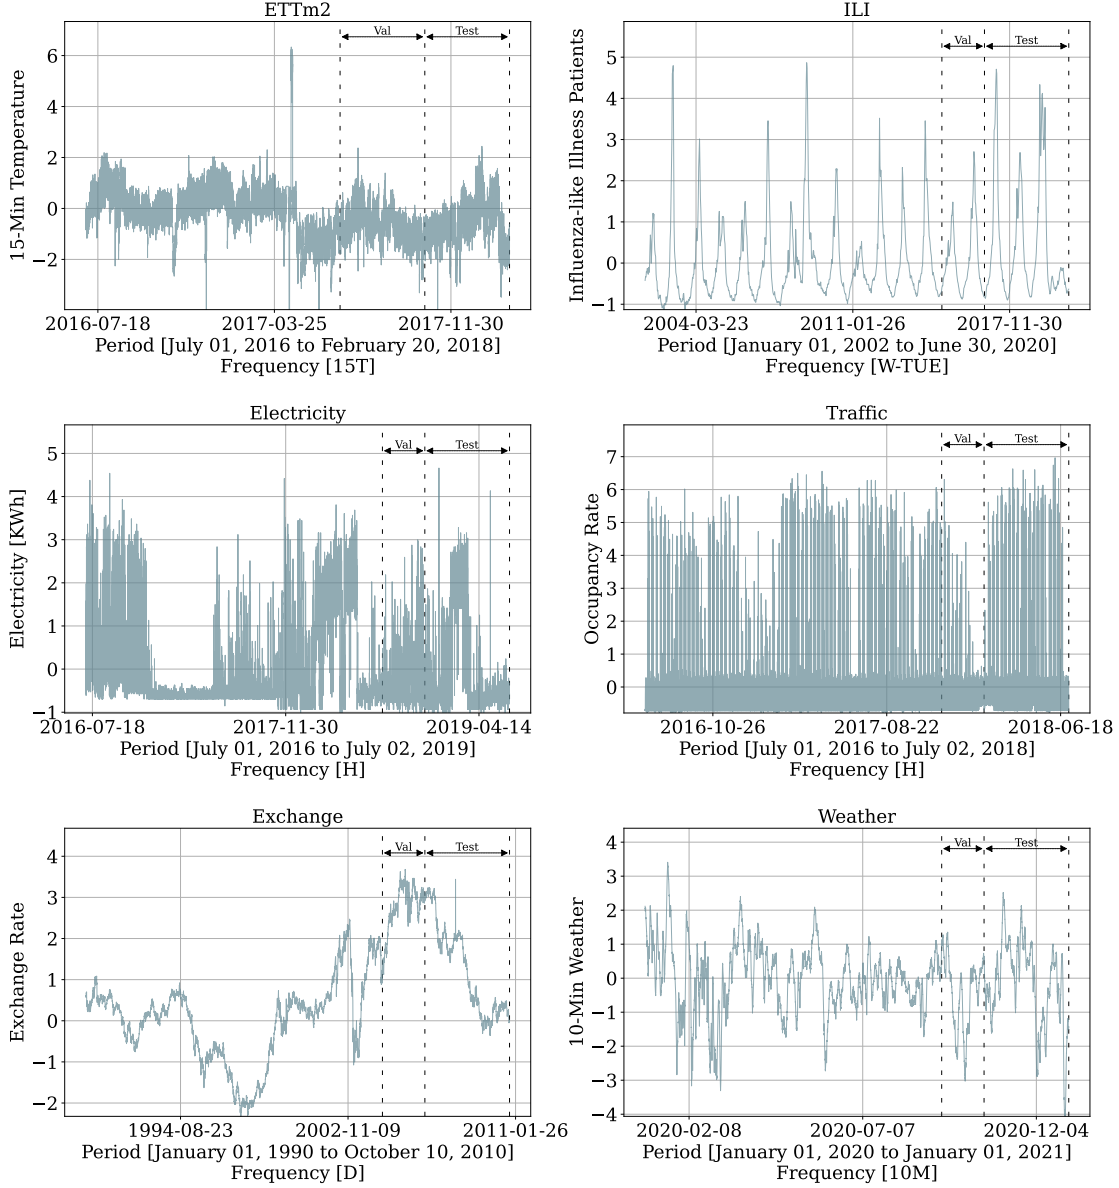 ETTm2
Val
Test
6
4
2
0
−2
15-Min Temperature
2016-07-18
2017-03-25
2017-11-30
Period [July 01, 2016 to February 20, 2018]
Frequency [15T]
ILI
Val
Test
5
4
3
2
1
0
−1
Influenza-like Illness Patients
2004-03-23
2011-01-26
2017-11-30
Period [January 01, 2002 to June 30, 2020]
Frequency [W-TUE]
Electricity
Val
Test
5
4
3
2
1
0
−1
Electricity [KWh]
2016-07-18
2017-11-30
2019-04-14
Period [July 01, 2016 to July 02, 2019]
Frequency [H]
Traffic
Val
Test
7
6
5
4
3
2
1
0
Occupancy Rate
2016-10-26
2017-08-22
2018-06-18
Period [July 01, 2016 to July 02, 2018]
Frequency [H]
Exchange
Val
Test
4
3
2
1
0
−1
−2
Exchange Rate
1994-08-23
2002-11-09
2011-01-26
Period [January 01, 1990 to October 10, 2010]
Frequency [D]
Weather
Val
Test
4
3
2
1
0
−1
−2
−3
−4
10-Min Weather
2020-02-08
2020-07-07
2020-12-04
Period [January 01, 2020 to January 01, 2021]
Frequency [10M]